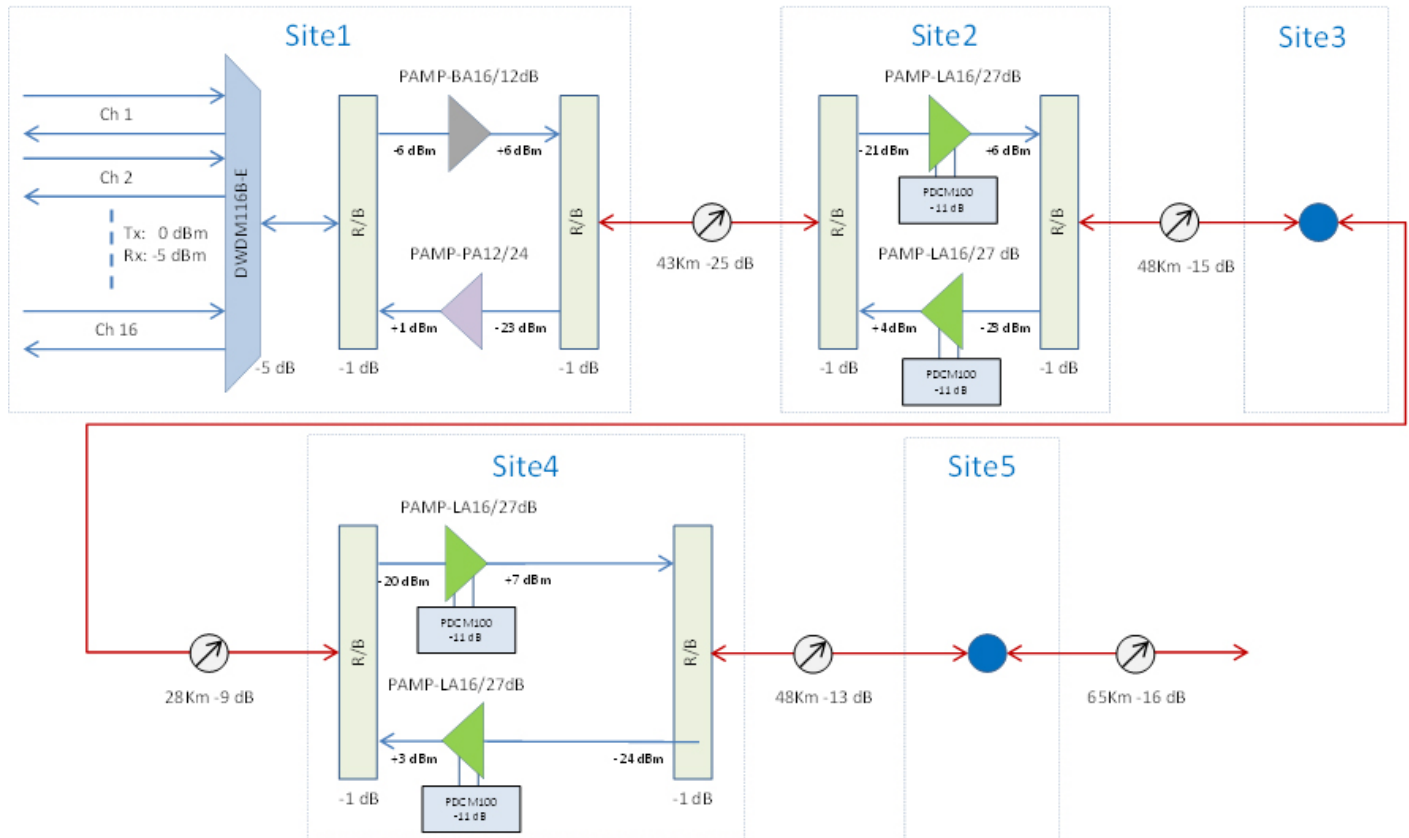 Site1
Site2
Site3
PAMP-BA16/12dB
PAMP-LA16/27dB
Ch 1
-6 dBm
+6 dBm
-21 dBm
+6 dBm
Ch 2
PDCM100
-11 dB
DWDM116B-E
R/B
R/B
R/B
R/B
Tx: 0 dBm
Rx: -5 dBm
PAMP-PA12/24
43Km -25 dB
PAMP-LA16/27 dB
48Km -15 dB
Ch 16
+1 dBm
-23 dBm
+4dBm
-23 dBm
-5 dB
-1 dB
-1 dB
-1 dB
PDCM100
-11 dB
-1 dB
Site4
Site5
PAMP-LA16/27dB
-20 dBm
+7 dBm
PDCM100
-11 dB
R/B
R/B
PAMP-LA16/27dB
28Km -9 dB
48Km -13 dB
65Km -16 dB
+3 dBm
-24 dBm
-1 dB
PDCM100
-11 dB
-1 dB